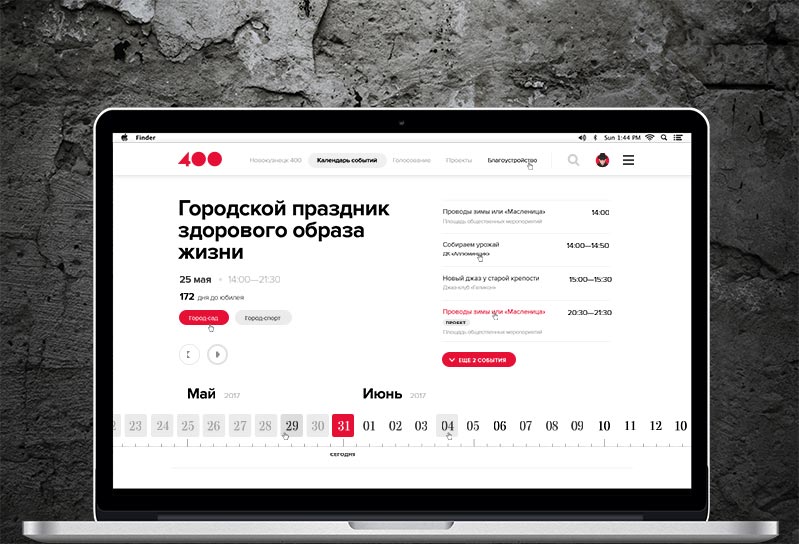 Finder
Sun 1:44 PM
400
Новокузнецк 400
Календарь событий
Голосования
Проекты
Благоустройство
Городской праздник
здорового образа
жизни
25 мая
14:00—21:30
172 дня до юбилея
Город-сад
Город-спорт
Проводы зимы или «Масленица»
14:00
Площадь общественных мероприятий
Собираем урожай
14:00—14:50
ДК
Новый джаз у старой крепости
15:00—15:30
Джаз-клуб «Геликон»
Проводы зимы или «Масленица»
20:30—21:30
ПРОЕКТ
Площадь общественных мероприятий
ЕЩЕ 2 СОБЫТИЯ
Май 2017
Июнь 2017
23 24 25 26 27 28 29 30 31 01 02 03 04 05 06 07 08 09 10 11 12 10
СЕГОДНЯ